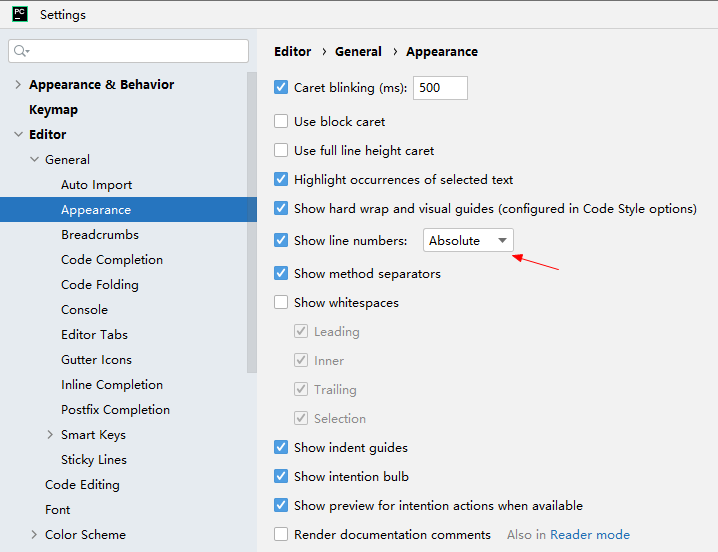 PC
Settings
Appearance & Behavior
Keymap
Editor
General
Auto Import
Appearance
Breadcrumbs
Code Completion
Code Folding
Console
Editor Tabs
Gutter Icons
Inline Completion
Postfix Completion
Smart Keys
Sticky Lines
Code Editing
Font
Color Scheme
Editor › General › Appearance
Caret blinking (ms): 500
Use block caret
Use full line height caret
Highlight occurrences of selected text
Show hard wrap and visual guides (configured in Code Style options)
Show line numbers: Absolute
Show method separators
Show whitespaces
Leading
Inner
Trailing
Selection
Show indent guides
Show intention bulb
Show preview for intention actions when available
Render documentation comments Also in Reader mode